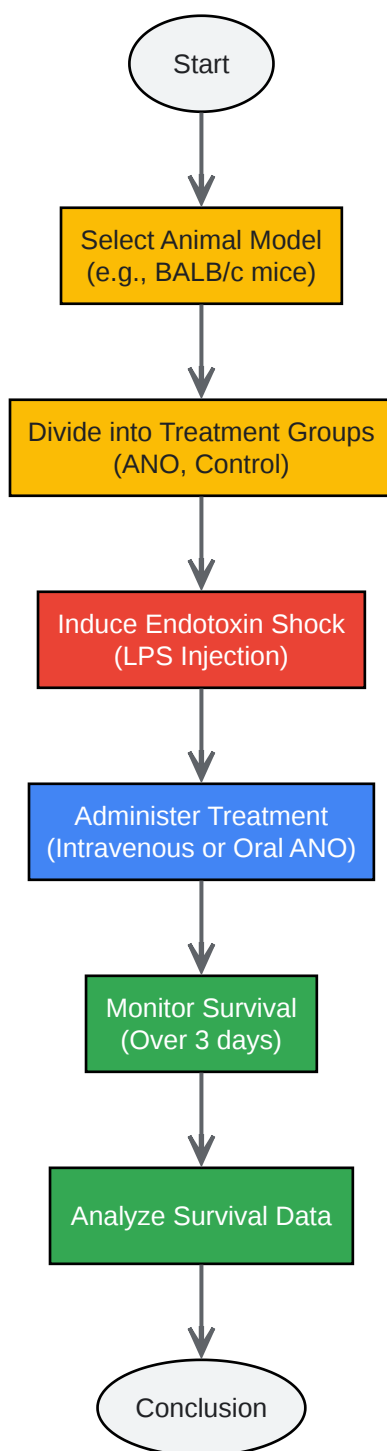 Start
Select Animal Model
(e.g., BALB/c mice)
Divide into Treatment Groups
(ANO, Control)
Induce Endotoxin Shock
(LPS Injection)
Administer Treatment
(Intravenous or Oral ANO)
Monitor Survival
(Over 3 days)
Analyze Survival Data
Conclusion